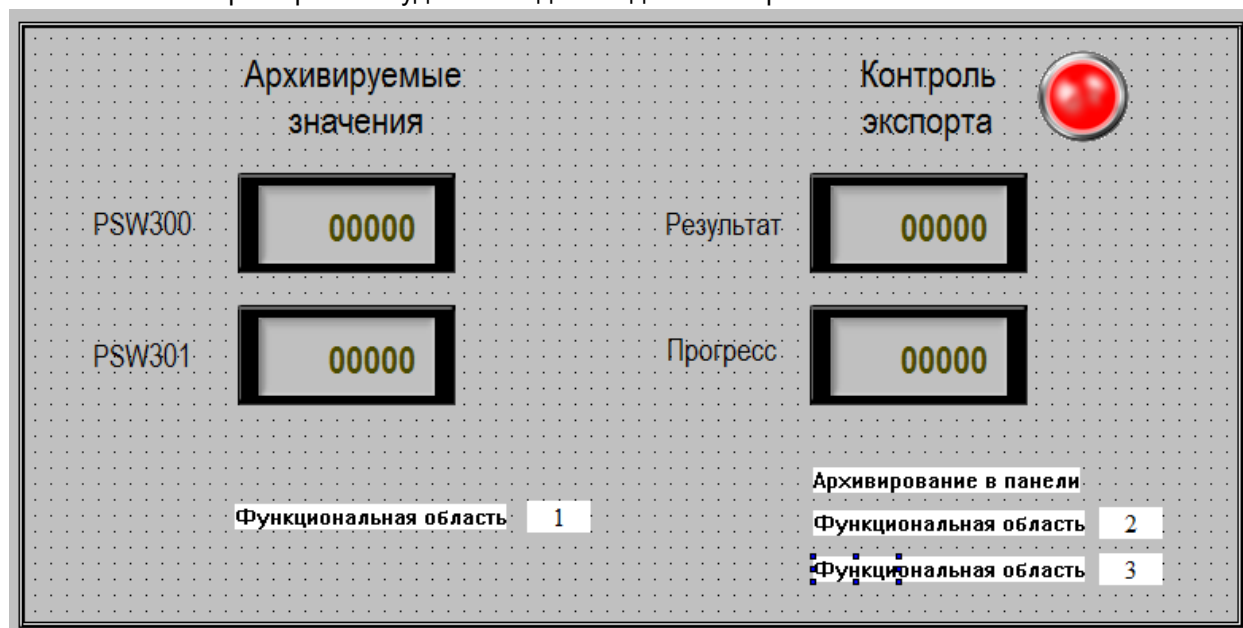 Архивируемые
значения
Контроль
экспорта
PSW300
00000
Результат
00000
PSW301
00000
Прогресс
00000
Архивирование в панели
Функциональная область 1
Функциональная область 2
Функциональная область 3